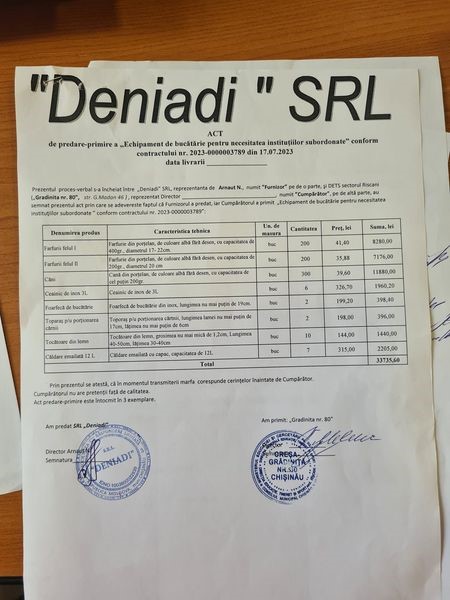 "Deniadi " SRL
ACT
de predare-primire a „Echipament de bucătărie pentru necesitatea instituțiilor subordonate" conform
contractului nr. 2023-0000003789 din 17.07.2023
data livrarii
Prezentul proces-verbal s-a încheiat între „Deniadi" SRL, reprezentanta de Arnaut N., numit "Furnizor" pe de o parte, și DETS sectorul Riscani
(„Gradinita nr. 80", str. G.Madan 46 ), reprezentat Director numit "Cumpărător", pe de altă parte, au
semnat prezentul act prin care se adeverește faptul că Furnizorul a predat, iar Cumpărătorul a primit „Echipament de bucătărie pentru necesitatea
instituțiilor subordonate " conform contractului nr. 2023-0000003789":
Denumirea produs Caracteristica tehnica Un. de masura Cantitatea Preț, lei Suma, lei
Farfurii felul I Farfurie din porțelan, de culoare albă fără desen, cu capacitatea de 400gr., diametrul 17- 22cm. buc 200 41,40 8280,00
Farfurii felul II Farfurie din porțelan, de culoare albă fără desen, cu capacitatea de 200gr., diametrul 20 cm buc 200 35,88 7176,00
Căni Cană din porțelan, de culoare albă fără desen, cu capacitatea de cel puțin 200gr. buc 300 39,60 11880,00
Ceainic de inox 3L Ceainic de inox de 3L buc 6 326,70 1960,20
Foarfecă de bucătărie Foarfecă de bucătărie din inox, lungimea nu mai puțin de 19cm. buc 2 199,20 398,40
Toporaș p/u porționarea cărnii Toporaș p/u porționarea cărnii, lungimea lamei nu mai puțin de 17cm, lățimea nu mai puțin de 6cm buc 2 198,00 396,00
Tocătoare din lemn Tocătoare din lemn, grosimea nu mai mică de 1,2cm, Lungimea 40-50cm, lățimea 30-40cm buc 10 144,00 1440,00
Căldare emailată 12 L Căldare emailată cu capac, capacitatea de 12L buc 7 315,00 2205,00
Total 33735,60
Prin prezentul se atestă, că în momentul transmiterii marfa corespunde cerințelor înaintate de Cumpărător.
Cumpărătorul nu are pretenții față de calitatea.
Act predare-primire este întocmit în 3 exemplare.
Am predat SRL „Deniadi" Am primit: „Gradinita nr. 80"
Director Arnaut N.
Semnatura
S.R.L.
"DENIADI"
CREȘA-
GRĂDINIȚA
CHIȘINĂU